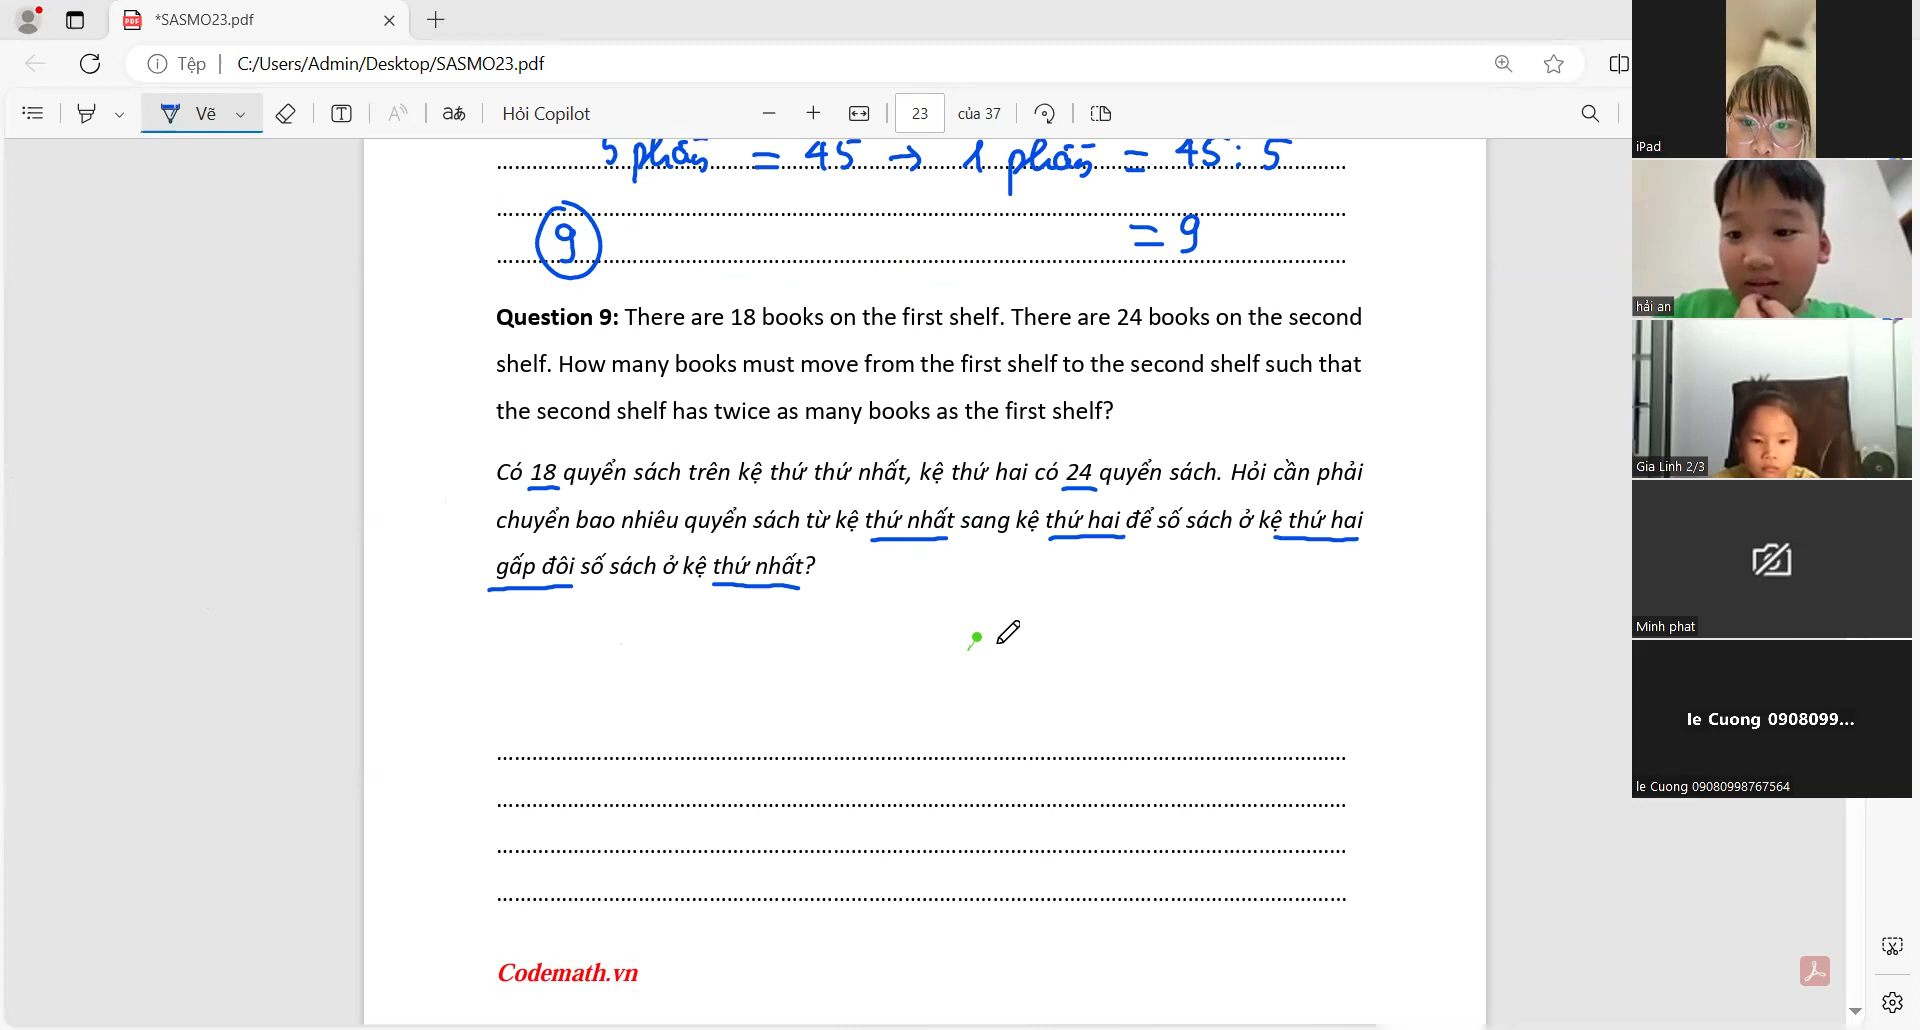 *SASMO23.pdf
Tệp
C:/Users/Admin/Desktop/SASMO23.pdf
Vẽ
Hỏi Copilot
23 của 37
5 phần = 45 → 1 phần = 45 : 5
9
= 9
Question 9: There are 18 books on the first shelf. There are 24 books on the second
shelf. How many books must move from the first shelf to the second shelf such that
the second shelf has twice as many books as the first shelf?
Có 18 quyển sách trên kệ thứ thứ nhất, kệ thứ hai có 24 quyển sách. Hỏi cần phải
chuyển bao nhiêu quyển sách từ kệ thứ nhất sang kệ thứ hai để số sách ở kệ thứ hai
gấp đôi số sách ở kệ thứ nhất?
Codemath.vn
iPad
hải an
Gia Linh 2/3
Minh phat
le Cuong 0908099...
le Cuong 09080998767564